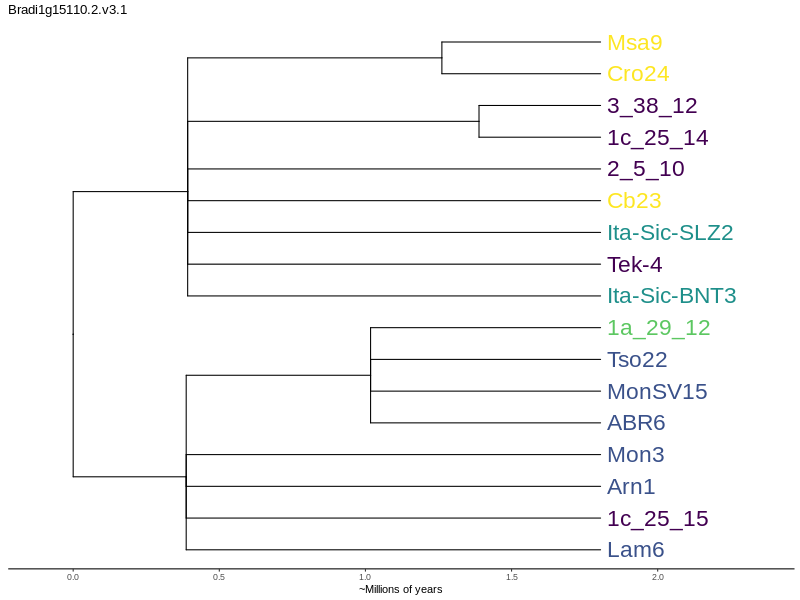 Bradi1g15110.2.v3.1
Msa9
Cro24
3_38_12
1c_25_14
2_5_10
Cb23
Ita-Sic-SLZ2
Tek-4
Ita-Sic-BNT3
1a_29_12
Tso22
MonSV15
ABR6
Mon3
Arn1
1c_25_15
Lam6
0.0 0.5 1.0 1.5 2.0
~Millions of years